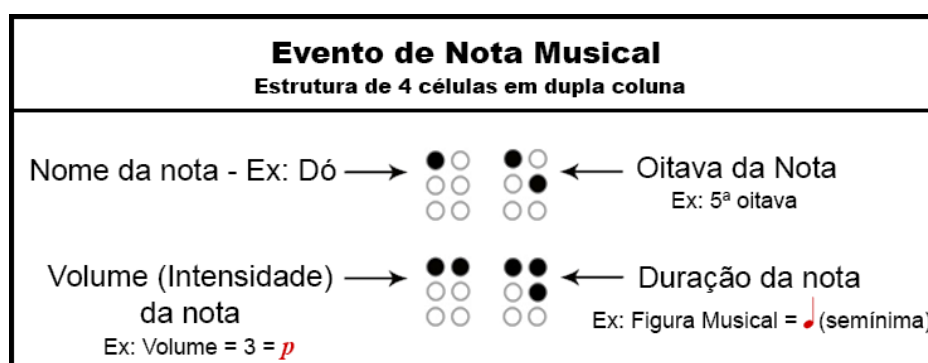 Evento de Nota Musical
Estrutura de 4 células em dupla coluna
Nome da nota - Ex: Dó
Oitava da Nota
Ex: 5ª oitava
Volume (Intensidade)
da nota
Ex: Volume = 3 = p
Duração da nota
Ex: Figura Musical = ♩ (semínima)